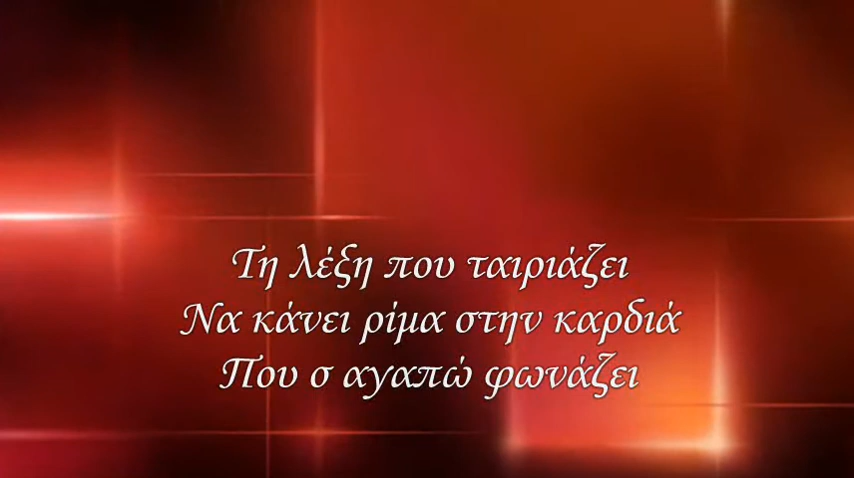 Τη λέξη που ταιριάζει
Να κάνει ρίμα στην καρδιά
Που σ αγαπώ φωνάζει